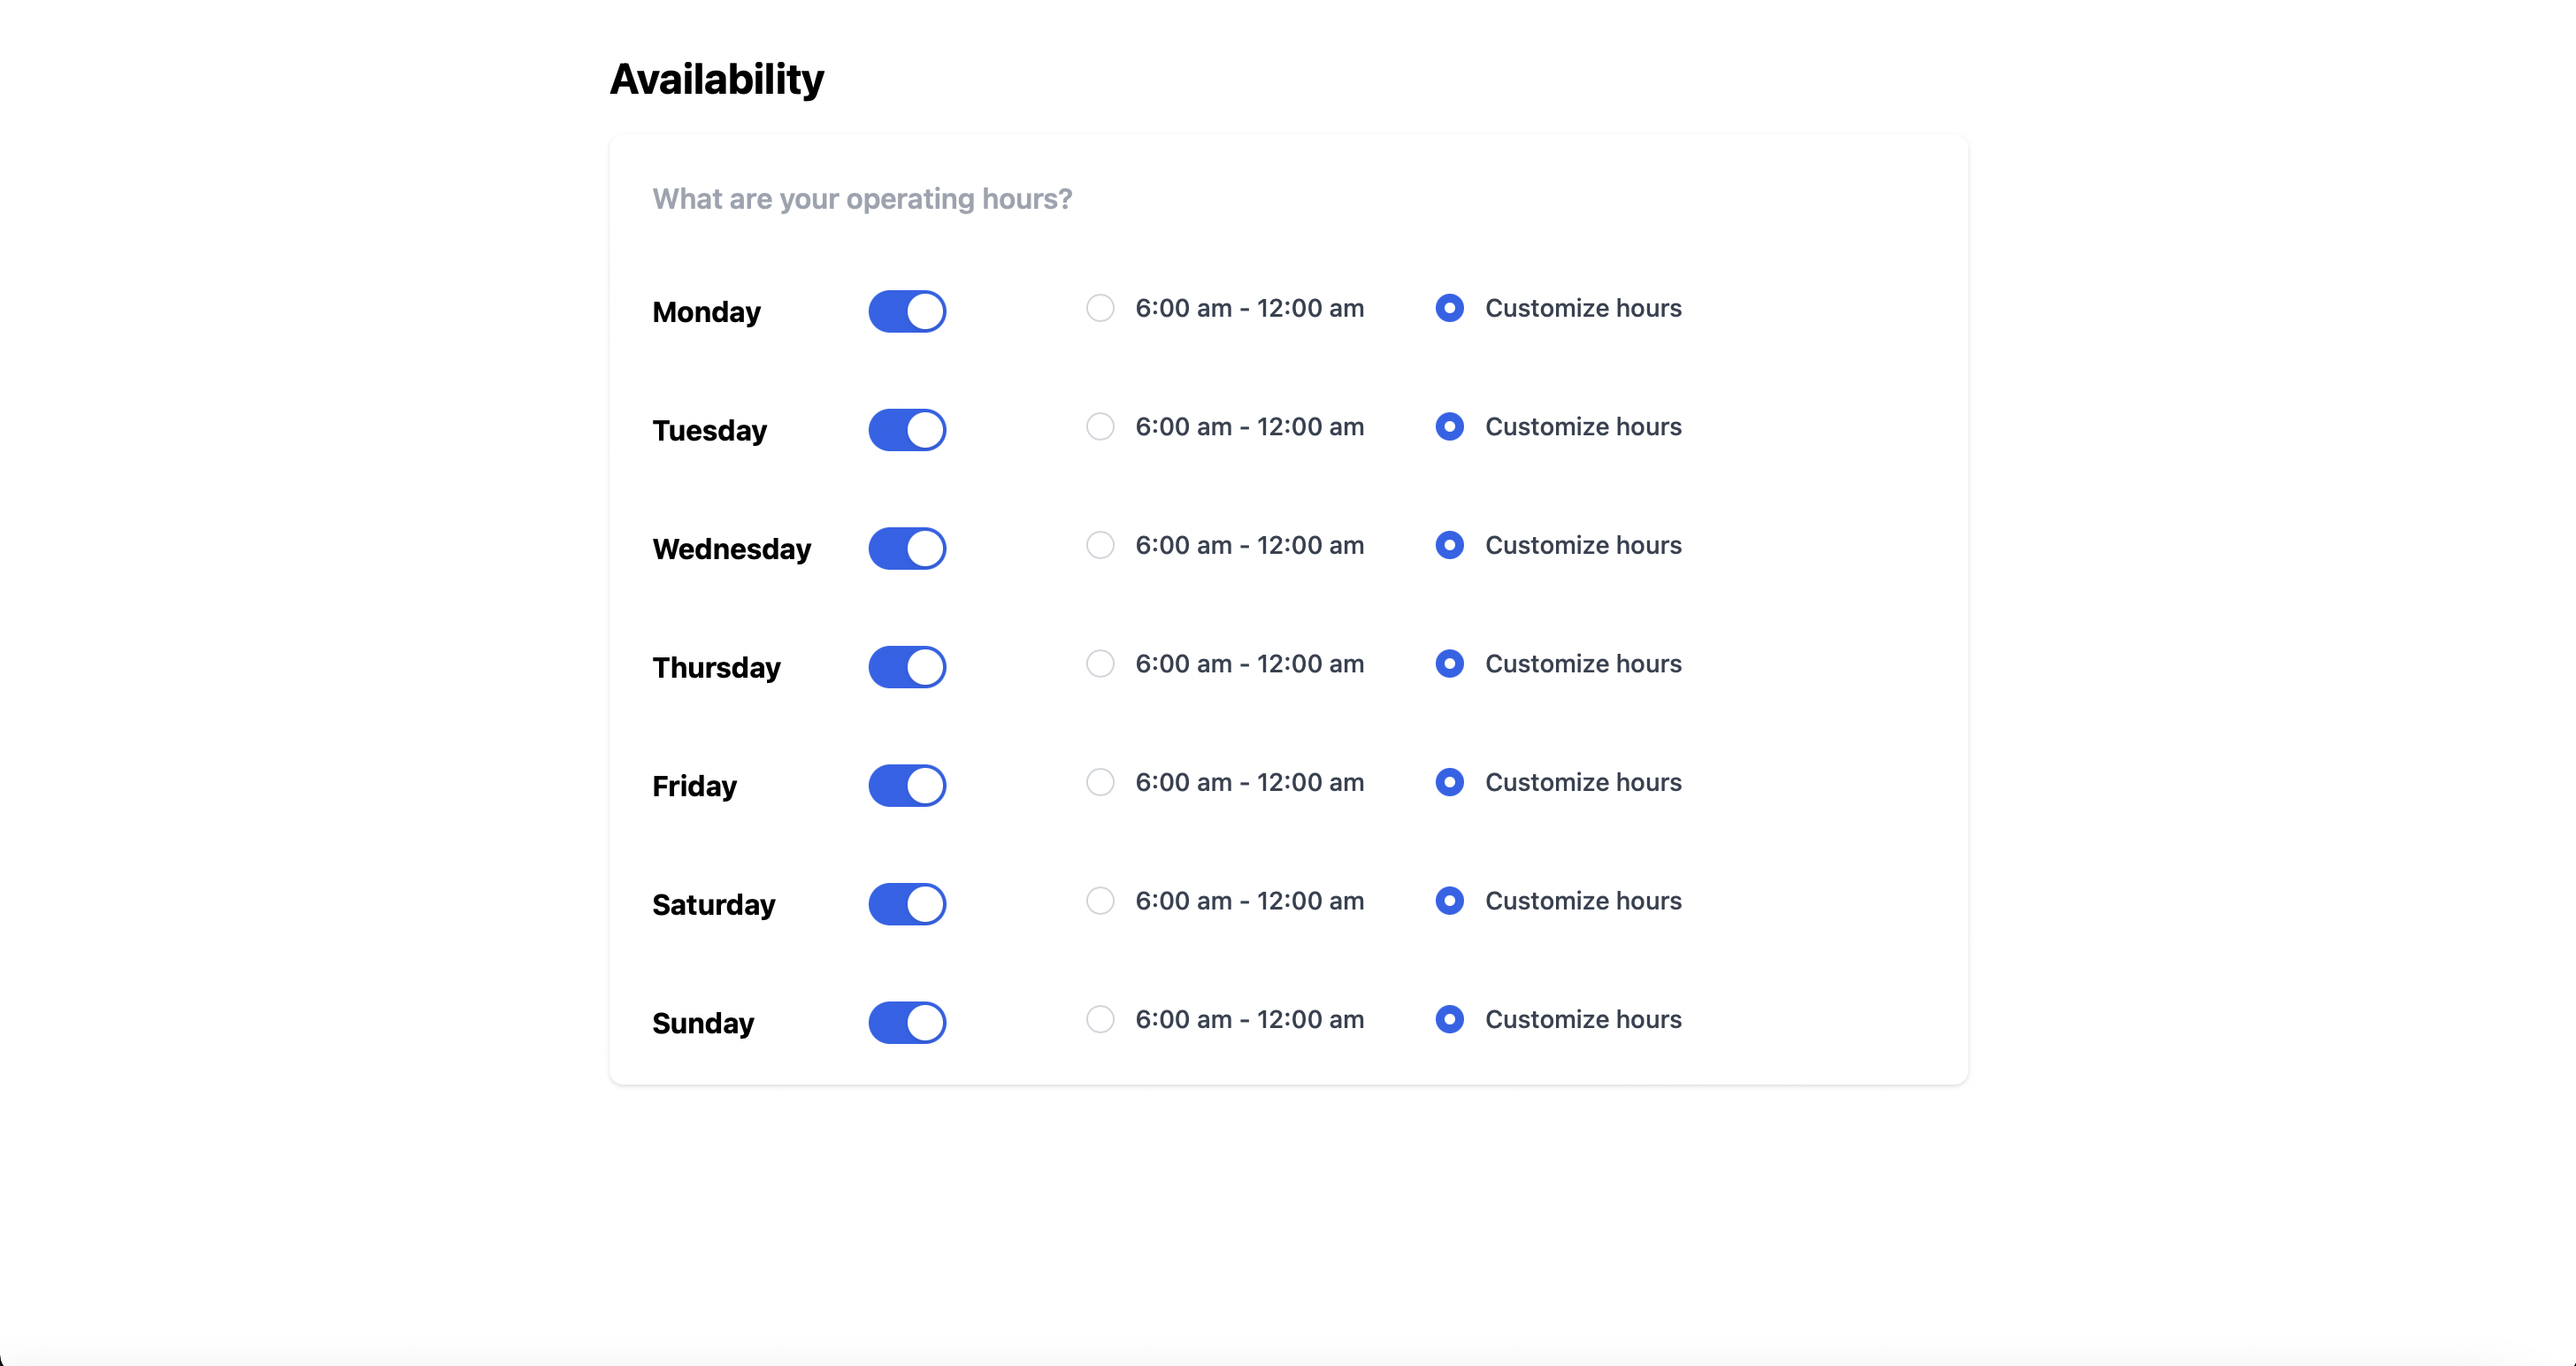 Availability
What are your operating hours?
Monday 6:00 am - 12:00 am Customize hours
Tuesday 6:00 am - 12:00 am Customize hours
Wednesday 6:00 am - 12:00 am Customize hours
Thursday 6:00 am - 12:00 am Customize hours
Friday 6:00 am - 12:00 am Customize hours
Saturday 6:00 am - 12:00 am Customize hours
Sunday 6:00 am - 12:00 am Customize hours